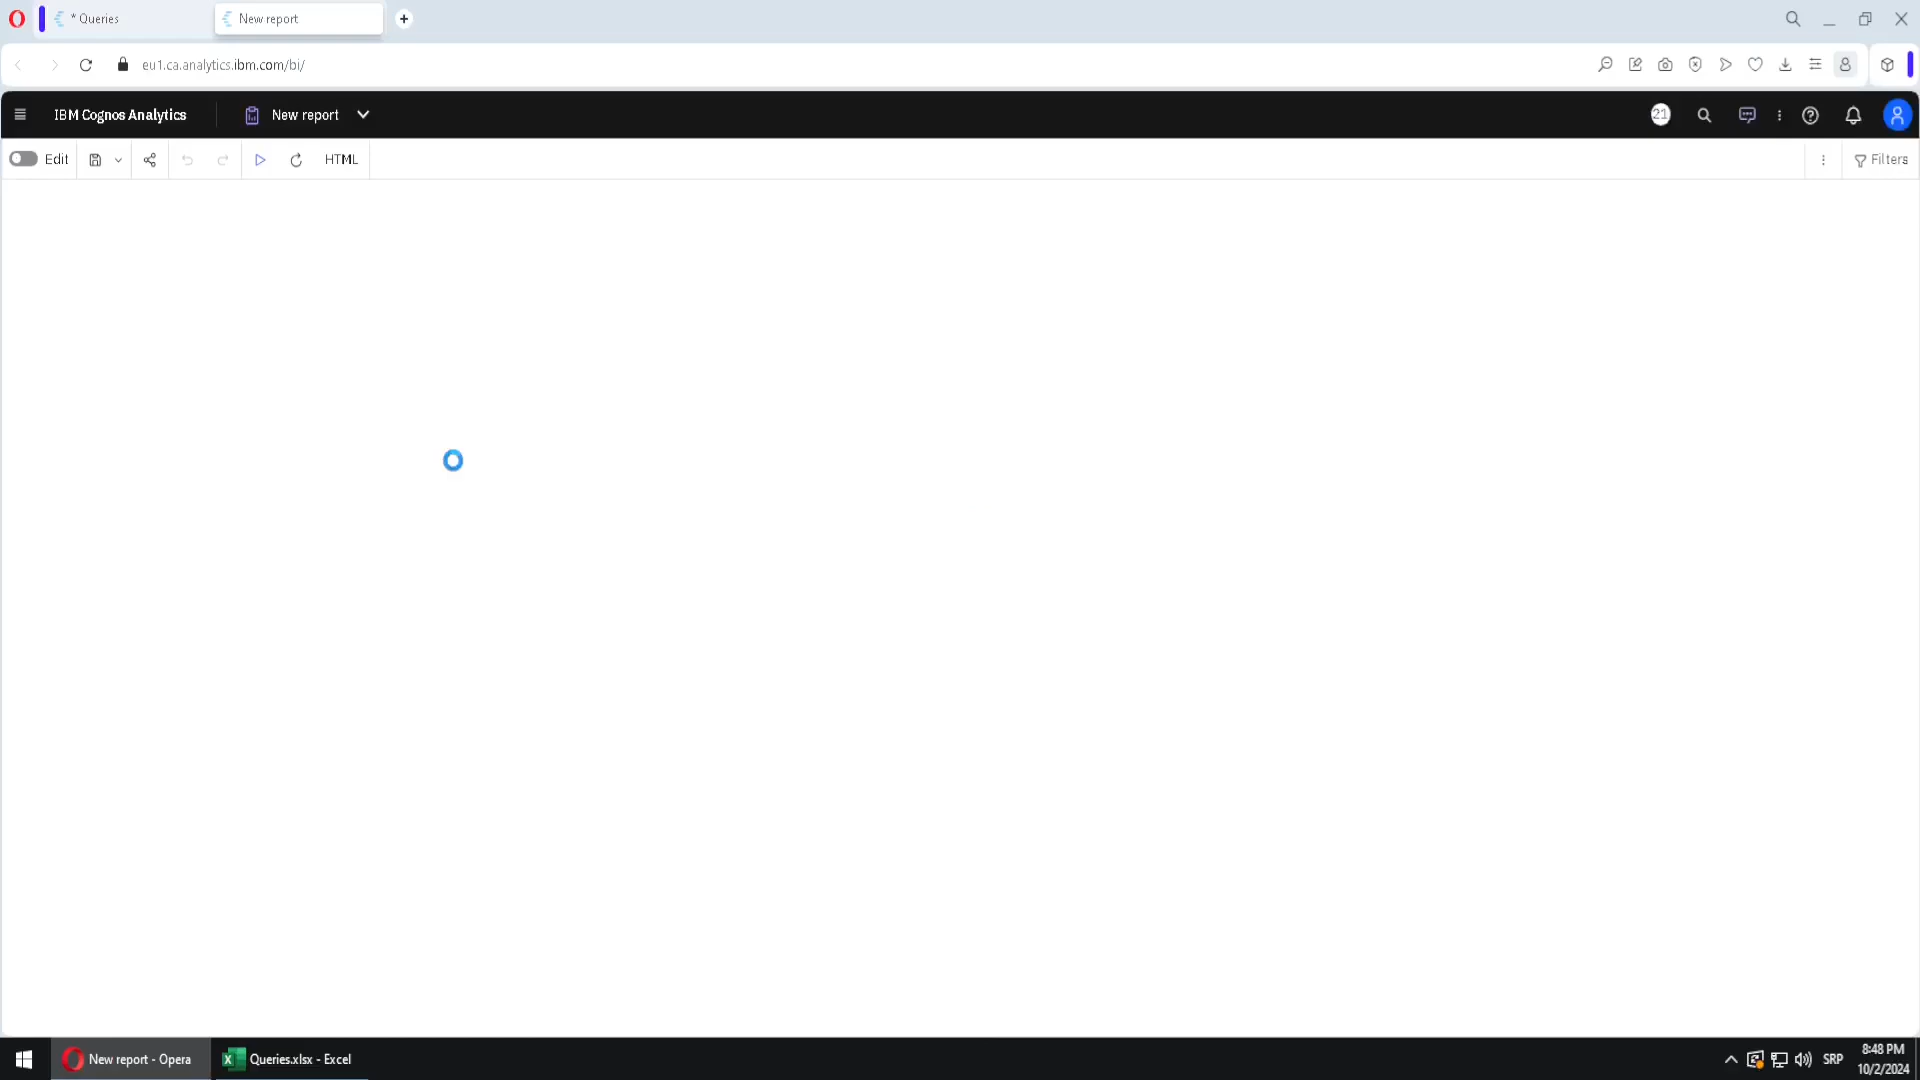 * Queries
New report
eu1.ca.analytics.ibm.com/bi/
IBM Cognos Analytics
New report
21
Edit
HTML
Filters
New report - Opera
Queries.xlsx - Excel
SRP
8:48 PM
10/2/2024